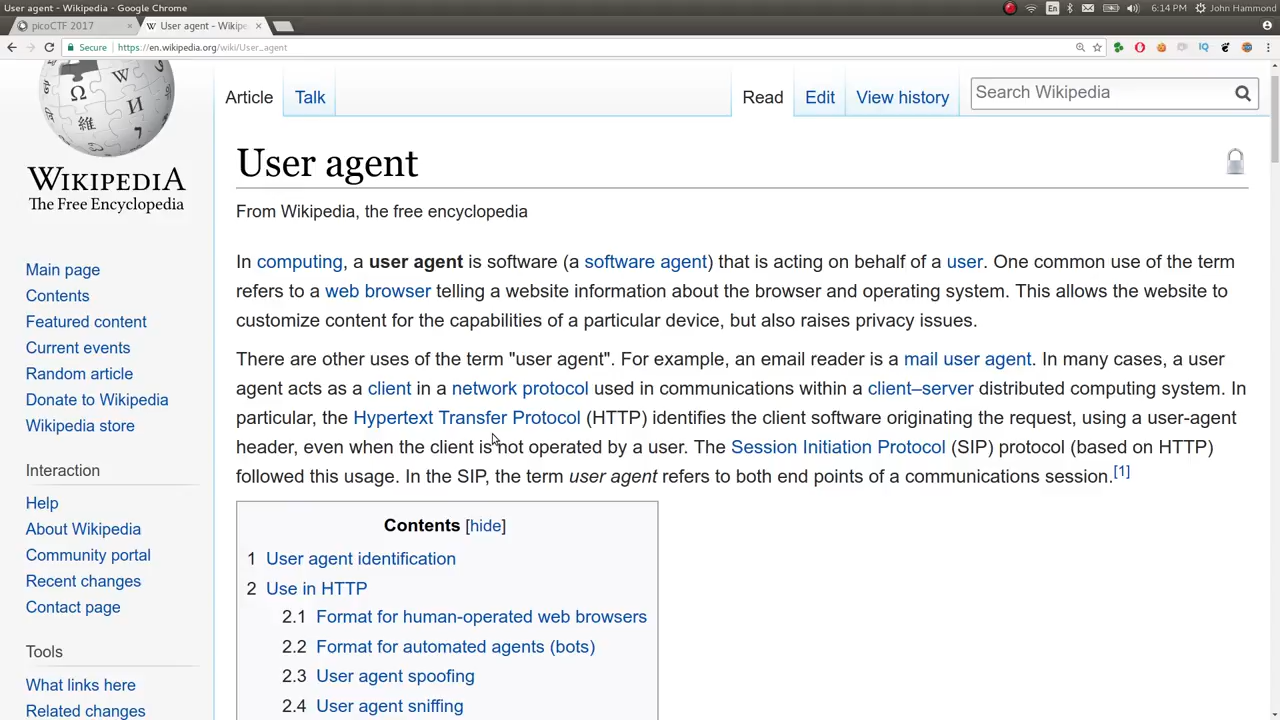 User agent - Wikipedia - Google Chrome
En
6:14 PM
John Hammond
picoCTF 2017
User agent - Wikipe
Secure
https://en.wikipedia.org/wiki/User_agent
WIKIPEDIA
The Free Encyclopedia
Main page
Contents
Featured content
Current events
Random article
Donate to Wikipedia
Wikipedia store
Interaction
Help
About Wikipedia
Community portal
Recent changes
Contact page
Tools
What links here
Related changes
Article
Talk
Read
Edit
View history
Search Wikipedia
User agent
From Wikipedia, the free encyclopedia
In computing, a user agent is software (a software agent) that is acting on behalf of a user. One common use of the term
refers to a web browser telling a website information about the browser and operating system. This allows the website to
customize content for the capabilities of a particular device, but also raises privacy issues.
There are other uses of the term "user agent". For example, an email reader is a mail user agent. In many cases, a user
agent acts as a client in a network protocol used in communications within a client–server distributed computing system. In
particular, the Hypertext Transfer Protocol (HTTP) identifies the client software originating the request, using a user-agent
header, even when the client is not operated by a user. The Session Initiation Protocol (SIP) protocol (based on HTTP)
followed this usage. In the SIP, the term user agent refers to both end points of a communications session.[1]
Contents [hide]
1 User agent identification
2 Use in HTTP
2.1 Format for human-operated web browsers
2.2 Format for automated agents (bots)
2.3 User agent spoofing
2.4 User agent sniffing